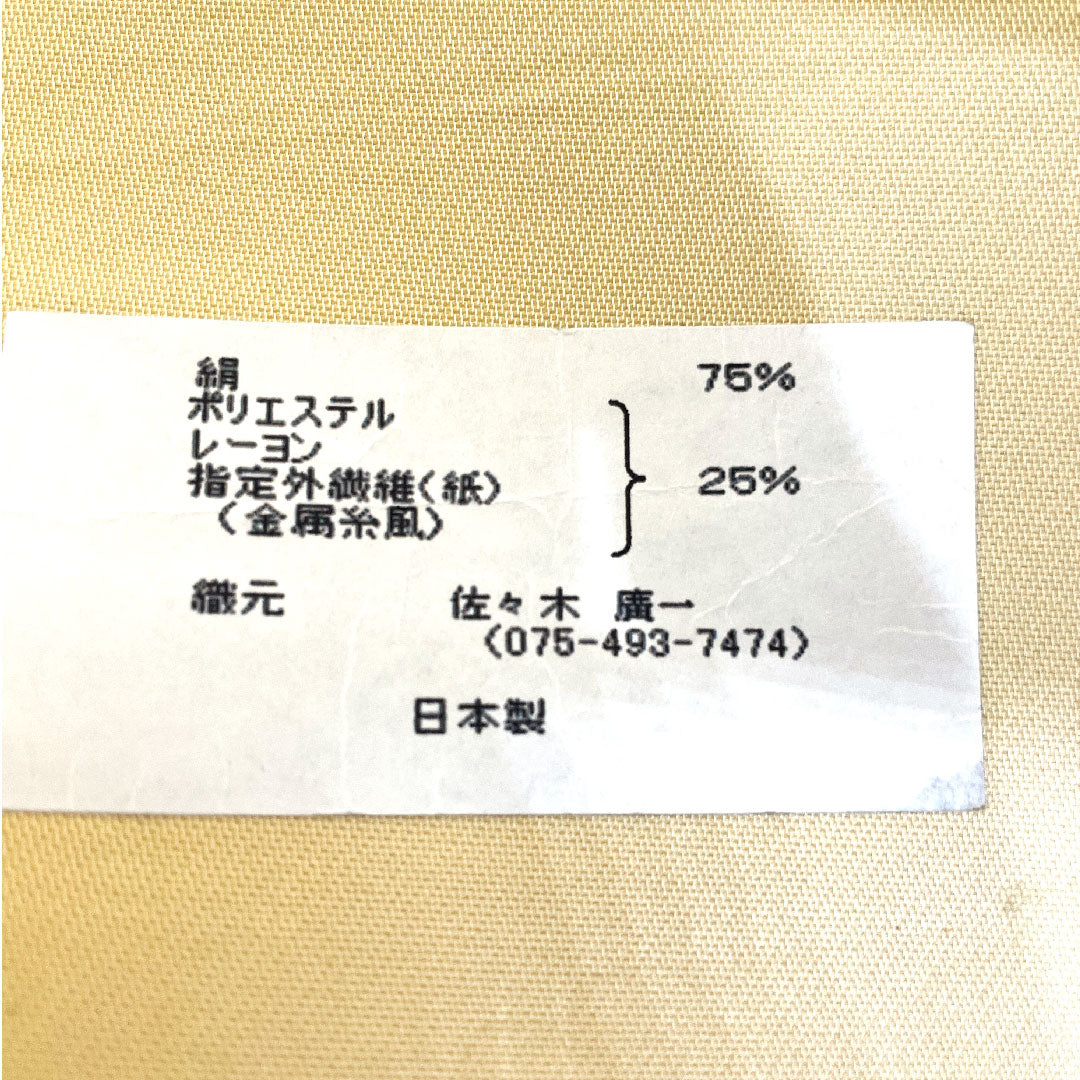 絹 75%
ポリエステル
レーヨン
指定外繊維(紙) 25%
(金属糸風)
織元 佐々木 廣一
(075-493-7474)
日本製